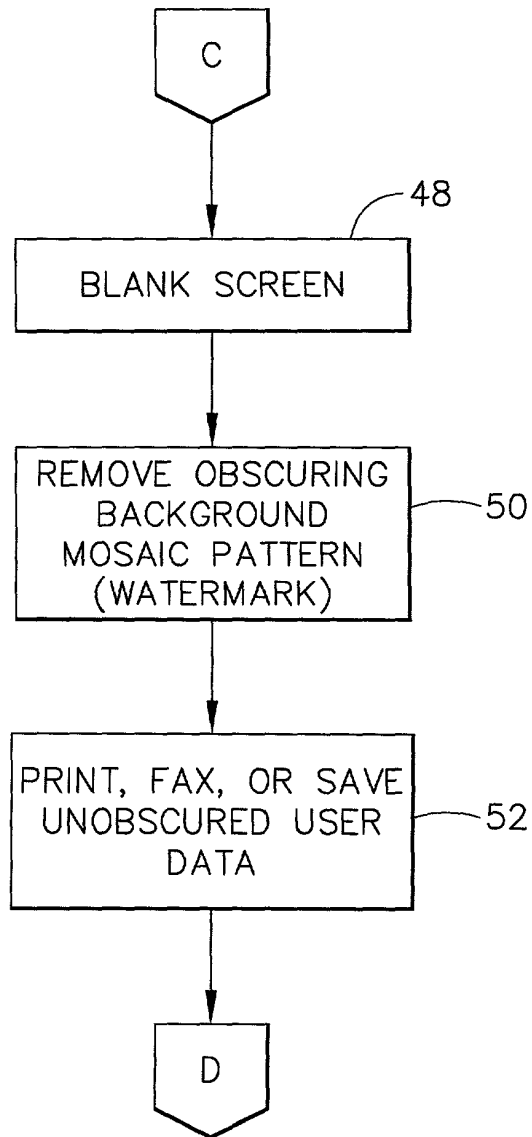 C
48
BLANK SCREEN
REMOVE OBSCURING
BACKGROUND
MOSAIC PATTERN
(WATERMARK)
50
PRINT, FAX, OR SAVE
UNOBSCURED USER
DATA
52
D